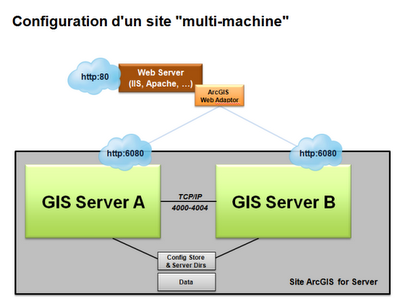 Configuration d'un site "multi-machine"
http:80
Web Server
(IIS, Apache, ...)
ArcGIS
Web Adaptor
http:6080
http:6080
GIS Server A
TCP/IP
4000-4004
GIS Server B
Config Store
& Server Dirs
Data
Site ArcGIS for Server